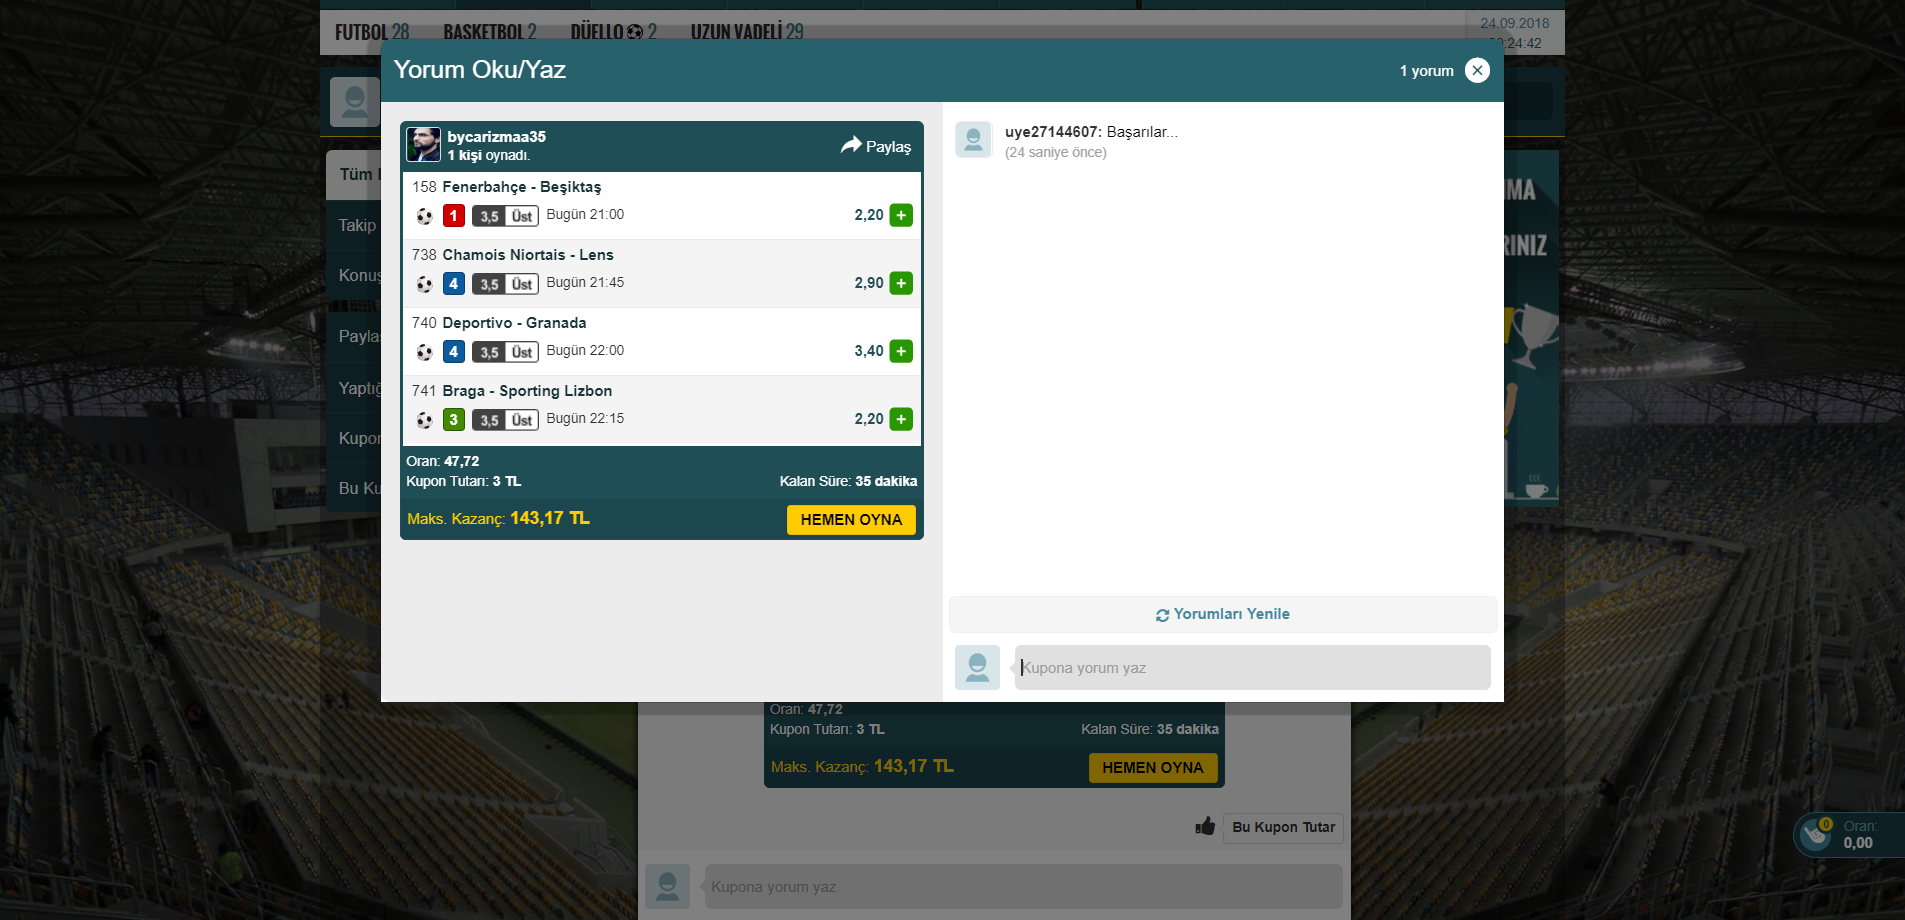 FUTBOL 28 BASKETBOL 2 DÜELLO 2 UZUN VADELİ 29
24.09.2018
:24:42
Yorum Oku/Yaz
1 yorum
bycarizmaa35
1 kişi oynadı.
Paylaş
158 Fenerbahçe - Beşiktaş
1 3,5 Üst Bugün 21:00 2,20 +
738 Chamois Niortais - Lens
4 3,5 Üst Bugün 21:45 2,90 +
740 Deportivo - Granada
4 3,5 Üst Bugün 22:00 3,40 +
741 Braga - Sporting Lizbon
3 3,5 Üst Bugün 22:15 2,20 +
Oran: 47,72
Kupon Tutarı: 3 TL Kalan Süre: 35 dakika
Maks. Kazanç: 143,17 TL HEMEN OYNA
uye27144607: Başarılar...
(24 saniye önce)
Yorumları Yenile
Kupona yorum yaz
Tüm
Takip
Konuş
Payla
Yaptığ
Kupon
Bu Ku
MA
RINIZ
Oran: 47,72
Kupon Tutarı: 3 TL Kalan Süre: 35 dakika
Maks. Kazanç: 143,17 TL HEMEN OYNA
Bu Kupon Tutar
Kupona yorum yaz
0 Oran:
0,00